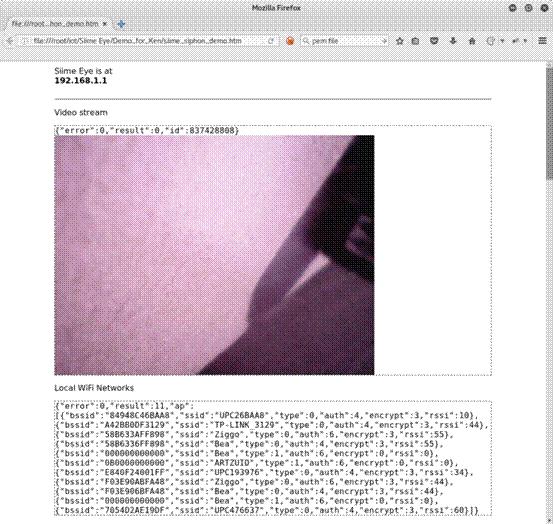 Mozilla Firefox
file:///root...hon_demo.htm
file:///root/iot/Siime Eye/Demo_for_Ken/siime_siphon_demo.htm
pem file
Siime Eye is at
192.168.1.1
Video stream
{"error":0,"result":0,"id":837428808}
Local WiFi Networks
{"error":0,"result":11,"ap":
[{"bssid":"84948C46BAA8","ssid":"UPC26BAA8","type":0,"auth":4,"encrypt":3,"rssi":10},
{"bssid":"A42BB0DF3129","ssid":"TP-LINK_3129","type":0,"auth":4,"encrypt":3,"rssi":44},
{"bssid":"58B633AFF898","ssid":"Ziggo","type":0,"auth":6,"encrypt":3,"rssi":55},
{"bssid":"58B6336FF898","ssid":"Bea","type":0,"auth":4,"encrypt":3,"rssi":55},
{"bssid":"000000000000","ssid":"Bea","type":1,"auth":6,"encrypt":0,"rssi":0},
{"bssid":"0B0000000000","ssid":"ARTZUID","type":1,"auth":6,"encrypt":0,"rssi":0},
{"bssid":"E840F24001FF","ssid":"UPC193976","type":0,"auth":4,"encrypt":3,"rssi":34},
{"bssid":"F03E90ABFA48","ssid":"Ziggo","type":0,"auth":6,"encrypt":3,"rssi":44},
{"bssid":"F03E906BFA48","ssid":"Bea","type":0,"auth":4,"encrypt":3,"rssi":44},
{"bssid":"000000000000","ssid":"Bea","type":1,"auth":6,"encrypt":0,"rssi":0},
{"bssid":"7054D2AE19DF","ssid":"UPC476637","type":0,"auth":4,"encrypt":3,"rssi":60}]}